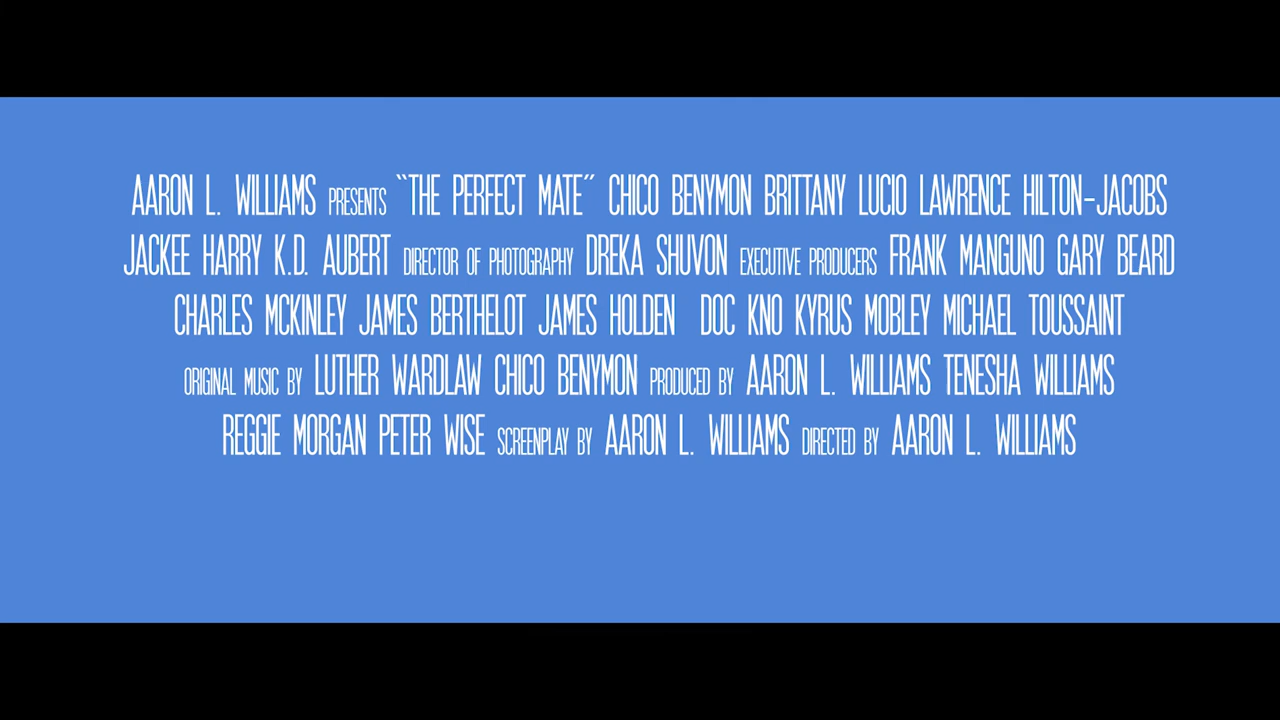 AARON L. WILLIAMS PRESENTS "THE PERFECT MATE" CHICO BENYMON BRITTANY LUCIO LAWRENCE HILTON-JACOBS
JACKEE HARRY K.D. AUBERT DIRECTOR OF PHOTOGRAPHY DREKA SHUVON EXECUTIVE PRODUCERS FRANK MANGUNO GARY BEARD
CHARLES MCKINLEY JAMES BERTHELOT JAMES HOLDEN DOC KNO KYRUS MOBLEY MICHAEL TOUSSAINT
ORIGINAL MUSIC BY LUTHER WARDLAW CHICO BENYMON PRODUCED BY AARON L. WILLIAMS TENESHA WILLIAMS
REGGIE MORGAN PETER WISE SCREENPLAY BY AARON L. WILLIAMS DIRECTED BY AARON L. WILLIAMS